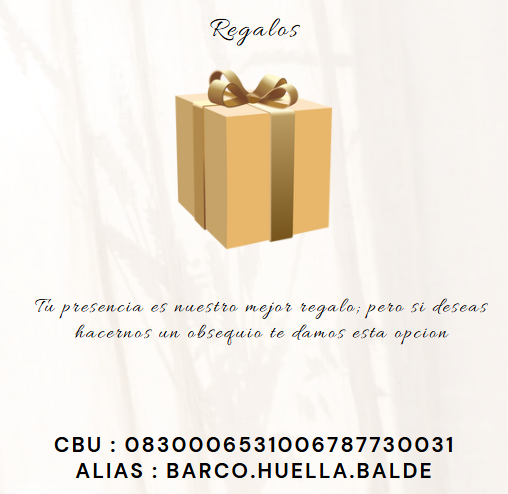 Regalos
Tu presencia es nuestro mejor regalo; pero si deseas
hacernos un obsequio te damos esta opcion
CBU : 0830006531006787730031
ALIAS : BARCO.HUELLA.BALDE